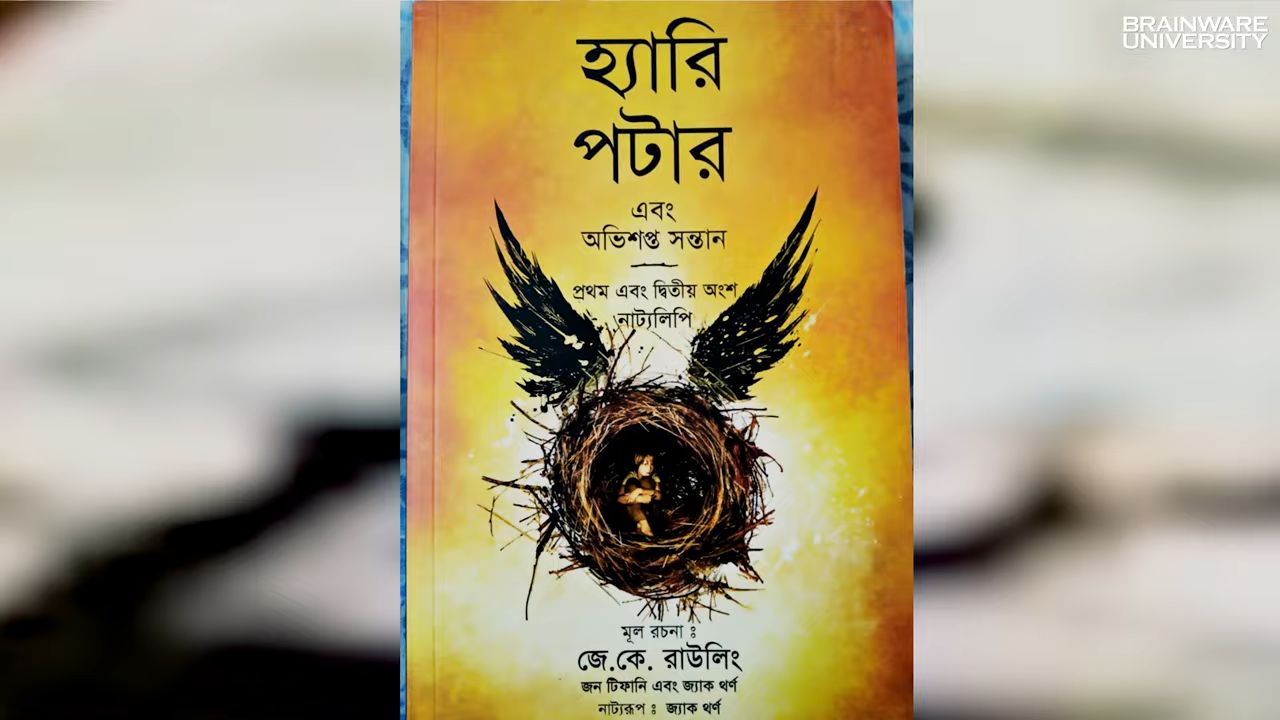 BRAINWARE
UNIVERSITY
হ্যারি
পটার
এবং
অভিশপ্ত সন্তান
প্রথম এবং দ্বিতীয় অংশ
নাট্যলিপি
মূল রচনা ঃ
জে.কে. রাউলিং
জন টিফানি এবং জ্যাক থর্ণ
নাট্যরূপ ঃ জ্যাক থর্ণ